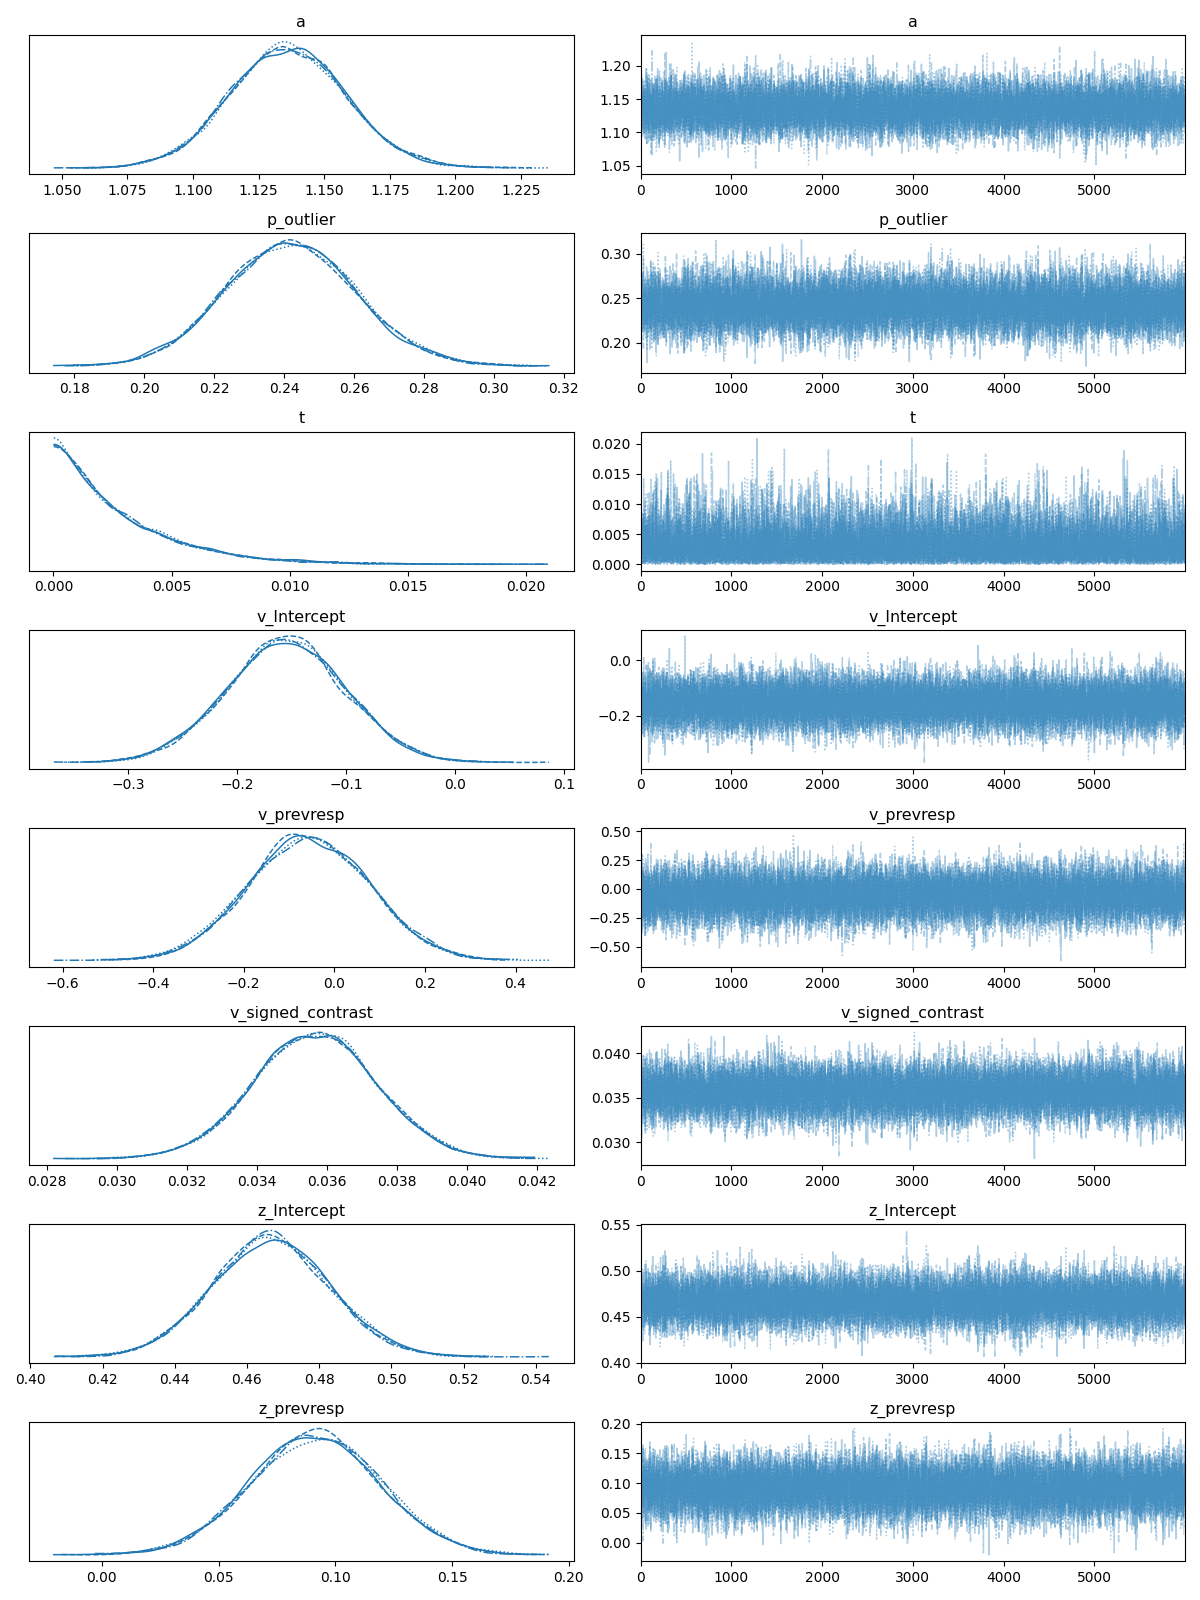 a a
1.20
1.15
1.10
1.05
1.050 1.075 1.100 1.125 1.150 1.175 1.200 1.225 0 1000 2000 3000 4000 5000
p_outlier p_outlier
0.30
0.25
0.20
0.18 0.20 0.22 0.24 0.26 0.28 0.30 0.32 0 1000 2000 3000 4000 5000
t t
0.020
0.015
0.010
0.005
0.000
0.000 0.005 0.010 0.015 0.020 0 1000 2000 3000 4000 5000
v_Intercept v_Intercept
0.0
−0.2
−0.3 −0.2 −0.1 0.0 0.1 0 1000 2000 3000 4000 5000
v_prevresp v_prevresp
0.50
0.25
0.00
−0.25
−0.50
−0.6 −0.4 −0.2 0.0 0.2 0.4 0 1000 2000 3000 4000 5000
v_signed_contrast v_signed_contrast
0.040
0.035
0.030
0.028 0.030 0.032 0.034 0.036 0.038 0.040 0.042 0 1000 2000 3000 4000 5000
z_Intercept z_Intercept
0.55
0.50
0.45
0.40
0.40 0.42 0.44 0.46 0.48 0.50 0.52 0.54 0 1000 2000 3000 4000 5000
z_prevresp z_prevresp
0.20
0.15
0.10
0.05
0.00
0.00 0.05 0.10 0.15 0.20 0 1000 2000 3000 4000 5000